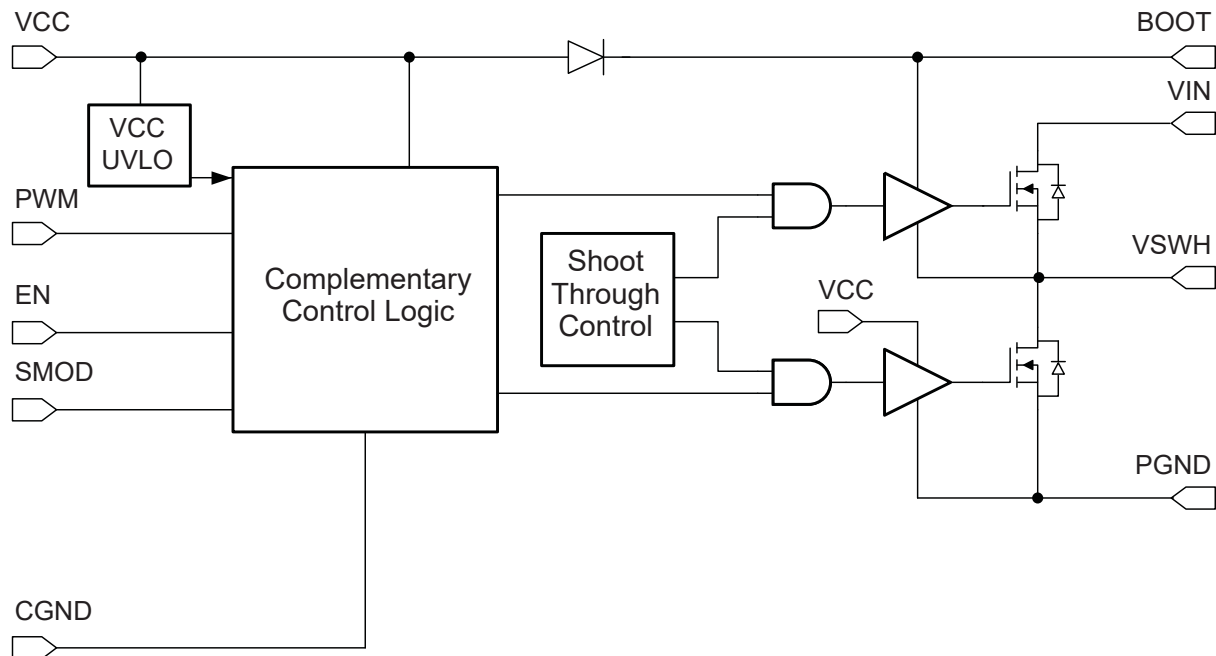 VCC
BOOT
VIN
VCC
UVLO
PWM
Complementary
Control Logic
Shoot
Through
Control
VSWH
EN
VCC
SMOD
PGND
CGND